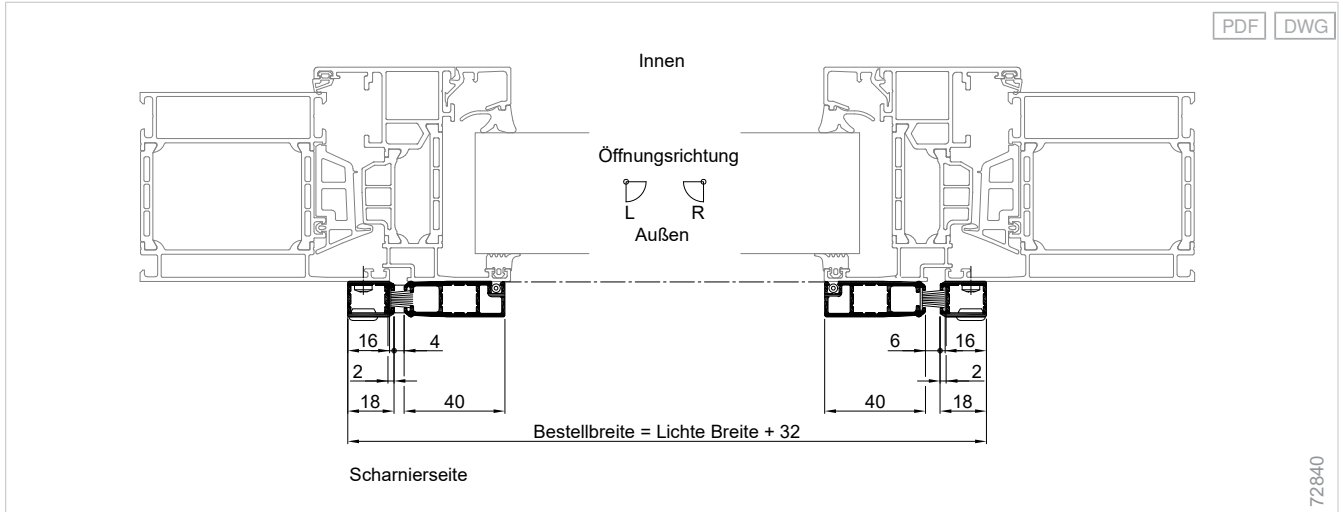 PDF DWG
Innen
Öffnungsrichtung
L R
Außen
16 4 6 16
2 2
18 40 40 18
Bestellbreite = Lichte Breite + 32
Scharnierseite
72840